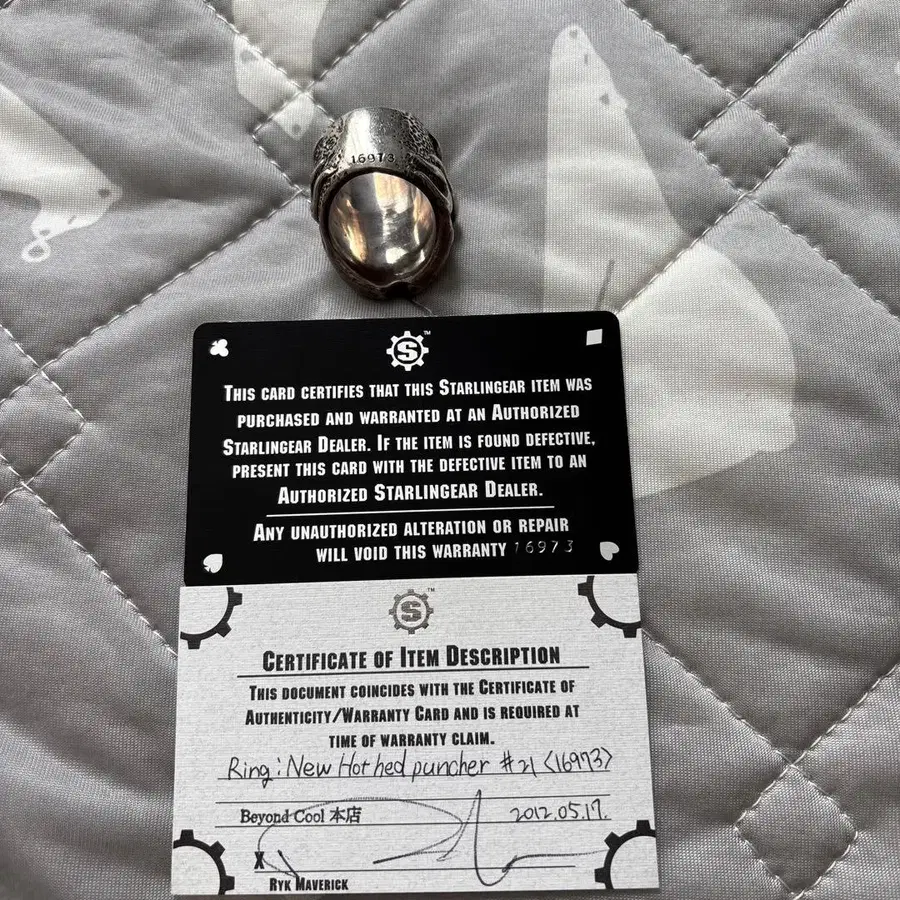 16973
S™
THIS CARD CERTIFIES THAT THIS STARLINGEAR ITEM WAS
PURCHASED AND WARRANTED AT AN AUTHORIZED
STARLINGEAR DEALER. IF THE ITEM IS FOUND DEFECTIVE,
PRESENT THIS CARD WITH THE DEFECTIVE ITEM TO AN
AUTHORIZED STARLINGEAR DEALER.
ANY UNAUTHORIZED ALTERATION OR REPAIR
WILL VOID THIS WARRANTY 16973
S™
CERTIFICATE OF ITEM DESCRIPTION
THIS DOCUMENT COINCIDES WITH THE CERTIFICATE OF
AUTHENTICITY/WARRANTY CARD AND IS REQUIRED AT
TIME OF WARRANTY CLAIM.
Ring : New Hot hed puncher #21 <16973>
Beyond Cool 本店 2012.05.17.
X
RYK MAVERICK